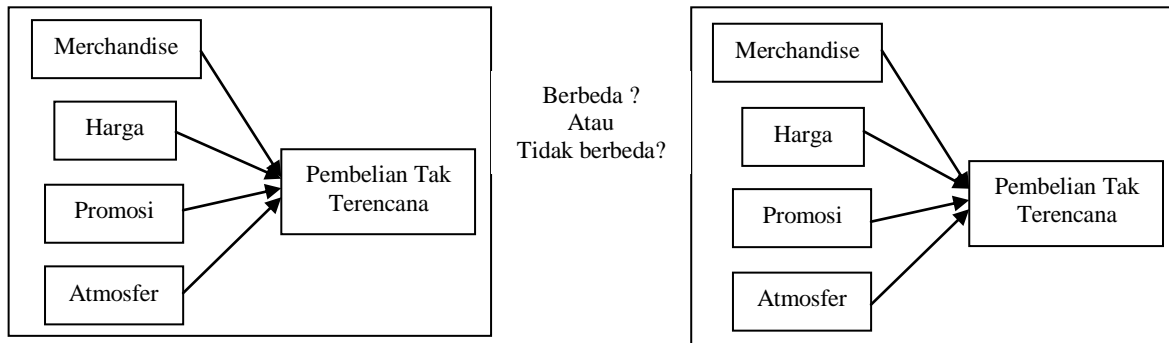 Merchandise
Harga
Promosi
Atmosfer
Pembelian Tak
Terencana
Berbeda ?
Atau
Tidak berbeda?
Merchandise
Harga
Promosi
Atmosfer
Pembelian Tak
Terencana